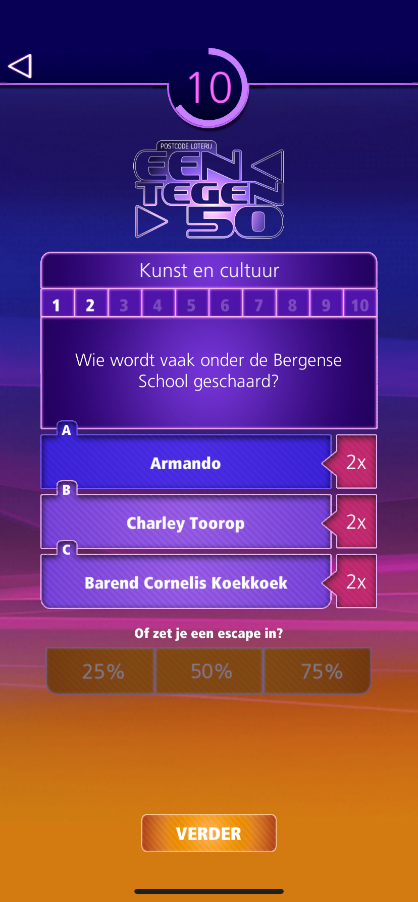 10
POSTCODE LOTERIJ
EEN
TEGEN
50
Kunst en cultuur
1 2 3 4 5 6 7 8 9 10
Wie wordt vaak onder de Bergense
School geschaard?
A
Armando 2x
B
Charley Toorop 2x
C
Barend Cornelis Koekkoek 2x
Of zet je een escape in?
25% 50% 75%
VERDER